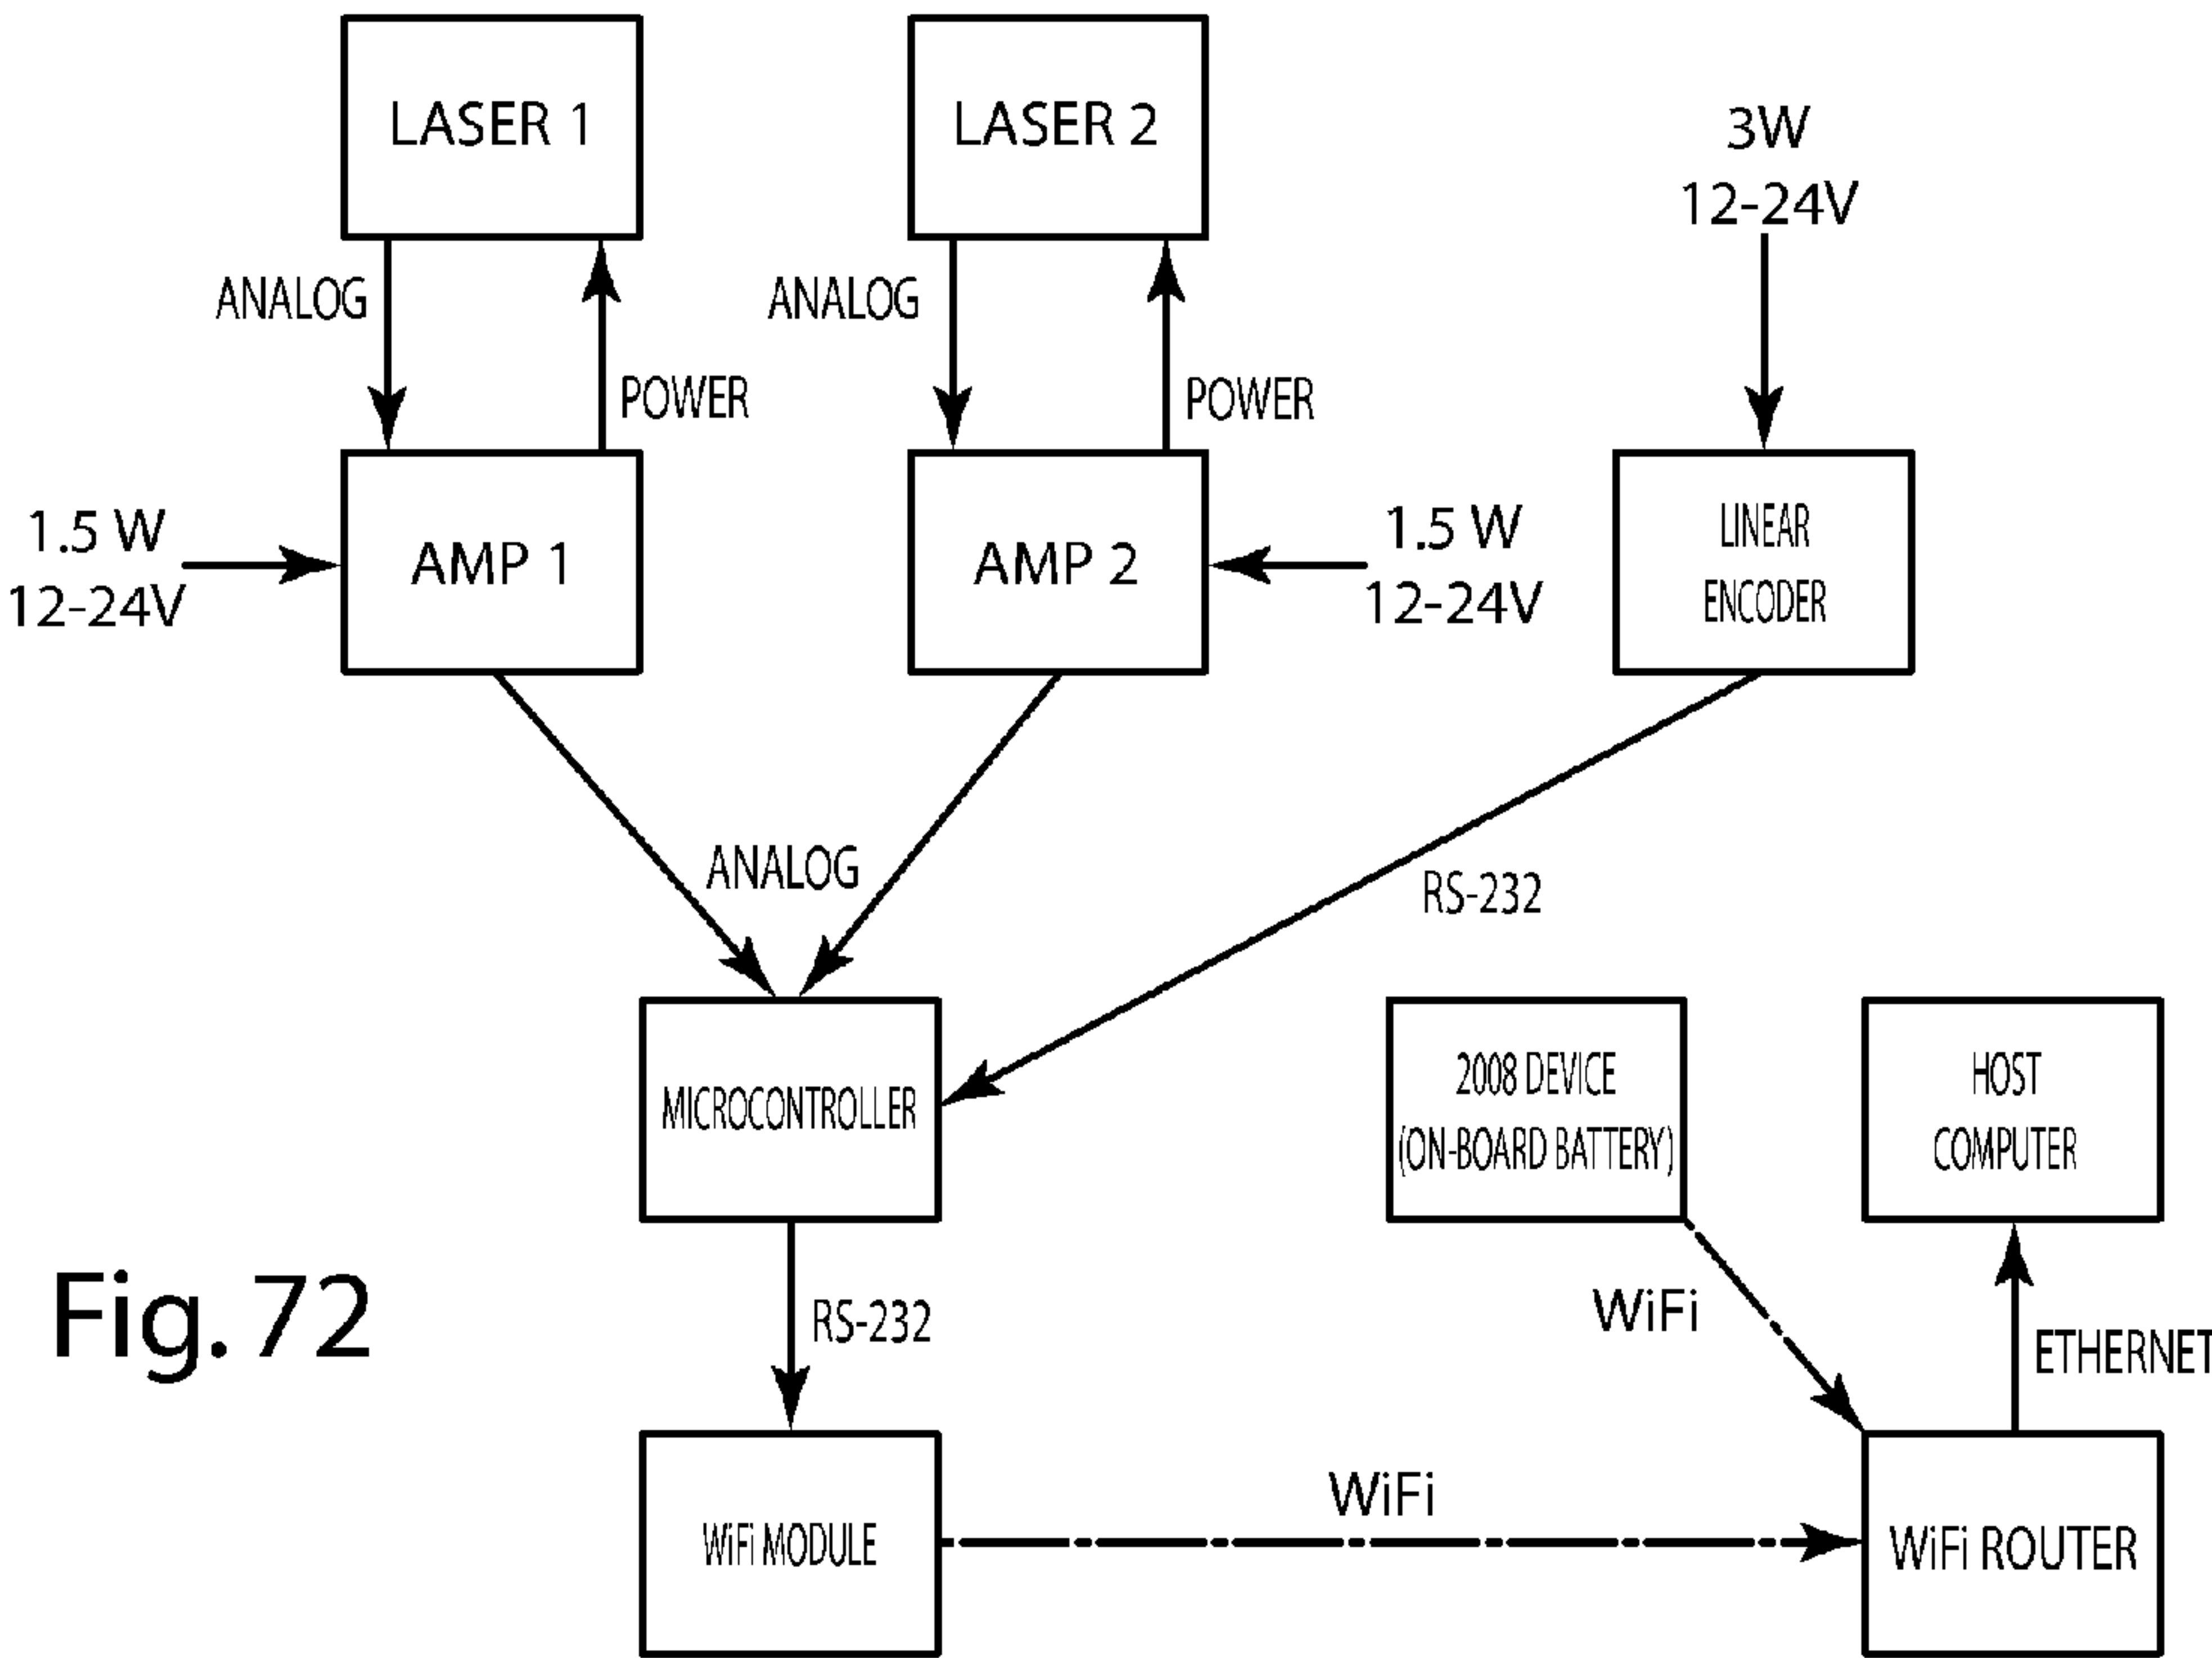 LASER 1
LASER 2
3W
12-24V
ANALOG
POWER
ANALOG
POWER
1.5 W
12-24V
AMP 1
AMP 2
1.5 W
12-24V
LINEAR
ENCODER
ANALOG
RS-232
MICROCONTROLLER
2008 DEVICE
(ON-BOARD BATTERY)
HOST
COMPUTER
Fig. 72
RS-232
WiFi
ETHERNET
WiFi MODULE
WiFi
WiFi ROUTER